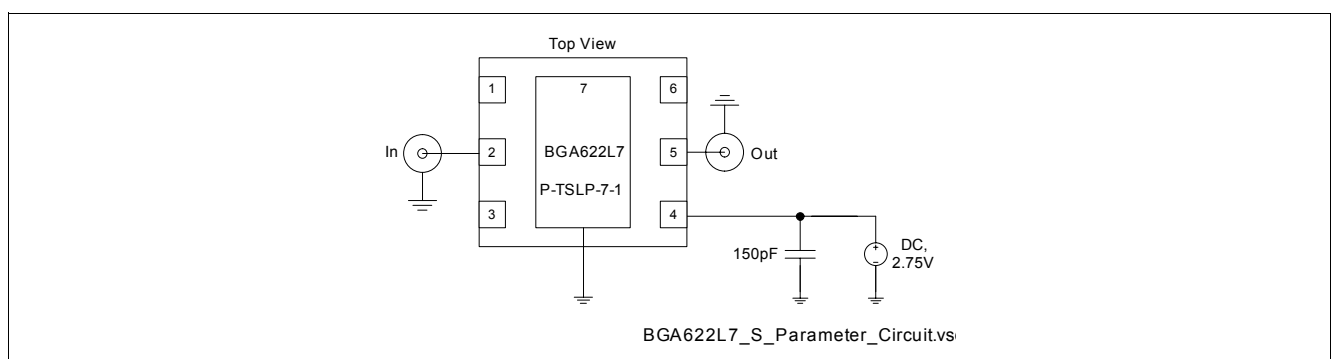 Top View
1
7
6
In
2
BGA622L7
5
Out
P-TSLP-7-1
3
4
150pF
+
DC,
2.75V
−
BGA622L7_S_Parameter_Circuit.vs